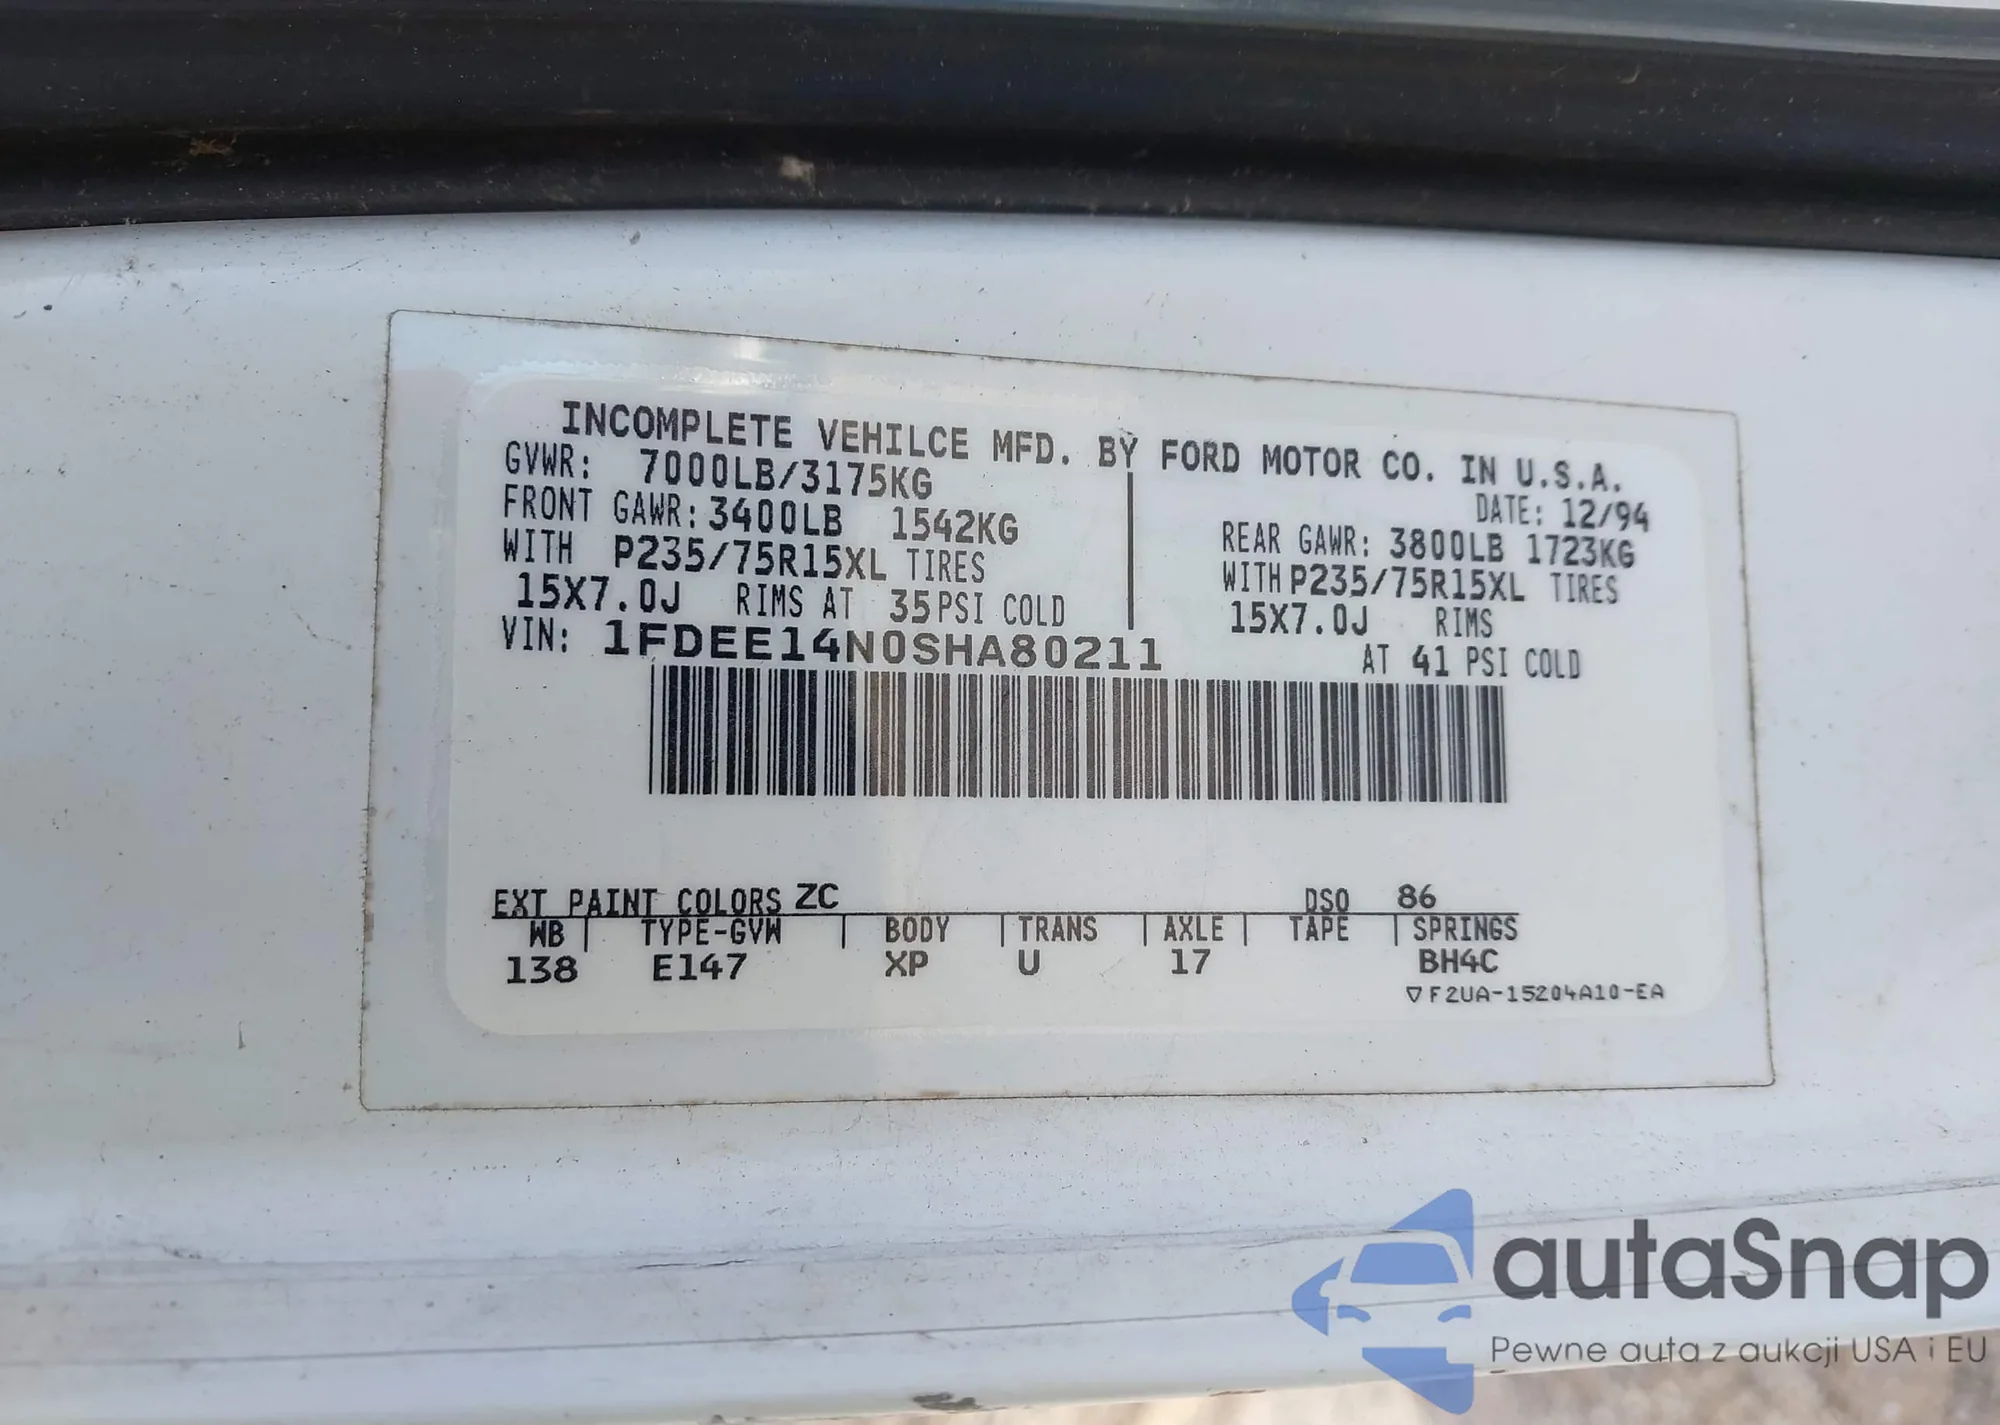 INCOMPLETE VEHILCE MFD. BY FORD MOTOR CO. IN U.S.A.
GVWR: 7000LB/3175KG
DATE: 12/94
FRONT GAWR: 3400LB 1542KG
REAR GAWR: 3800LB 1723KG
WITH P235/75R15XL TIRES
WITH P235/75R15XL TIRES
15X7.0J RIMS AT 35 PSI COLD
15X7.0J RIMS
AT 41 PSI COLD
VIN: 1FDEE14N0SHA80211
EXT PAINT COLORS ZC DSO 86
WB | TYPE-GVW | BODY | TRANS | AXLE | TAPE | SPRINGS
138 E147 XP U 17 BH4C
▽F2UA-15204A10-EA
autaSnap
Pewne auta z aukcji USA i EU